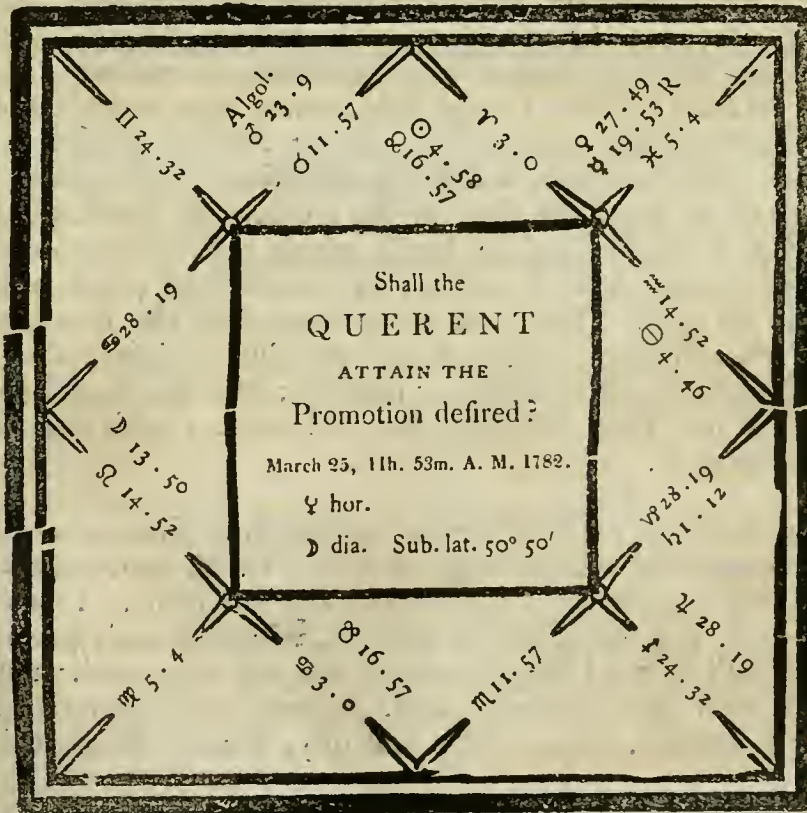 Algol.
♂ 23 . 9
♊ 24 . 32
♉ 11 . 57
☉ 4 . 58
☊ 16 . 57
♈ 3 . 0
♀ 27 . 49
☿ 19 . 53 R
♓ 5 . 4
♋ 28 . 19
♒ 14 . 52
⊕ 4 . 46
Shall the
QUERENT
ATTAIN THE
Promotion deſired?
March 25, 11h. 53m. A. M. 1782.
☿ hor.
☽ dia. Sub. lat. 50° 50′
☽ 13 . 50
♌ 14 . 52
♑ 28 . 19
♄ 1 . 12
♃ 28 . 19
♐ 24 . 32
♍ 5 . 4
☋ 16 . 57
3 . 0
♏ 11 . 57